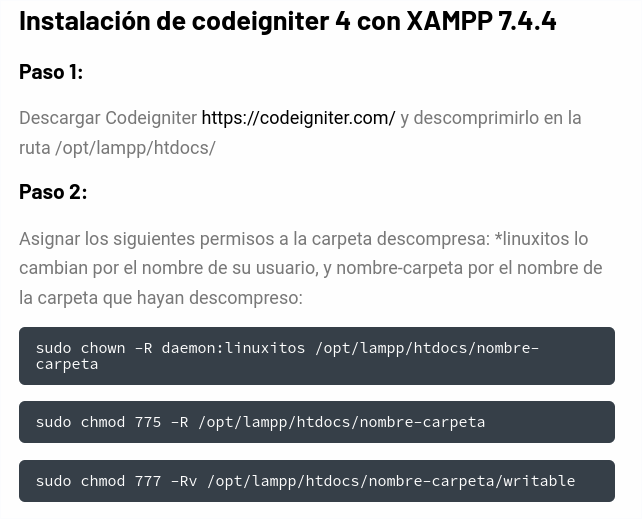 Instalación de codeigniter 4 con XAMPP 7.4.4
Paso 1:
Descargar Codeigniter https://codeigniter.com/ y descomprimirlo en la
ruta /opt/lampp/htdocs/
Paso 2:
Asignar los siguientes permisos a la carpeta descompresa: *linuxitos lo
cambian por el nombre de su usuario, y nombre-carpeta por el nombre de
la carpeta que hayan descompreso:
sudo chown -R daemon:linuxitos /opt/lampp/htdocs/nombre-
carpeta
sudo chmod 775 -R /opt/lampp/htdocs/nombre-carpeta
sudo chmod 777 -Rv /opt/lampp/htdocs/nombre-carpeta/writable